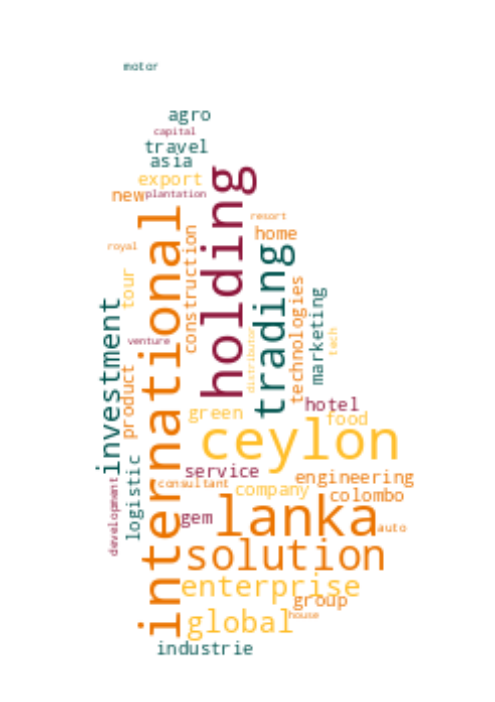 motor
agro
capital
travel
asia
export
plantation
new
holding
resort
international
home
royal
construction
trading
tour
technologies
marketing
investment
venture
distributor
tech
product
hotel
green
food
ceylon
service
logistic
engineering
consultant
company
colombo
development
gem
lanka
auto
solution
enterprise
group
house
global
industrie